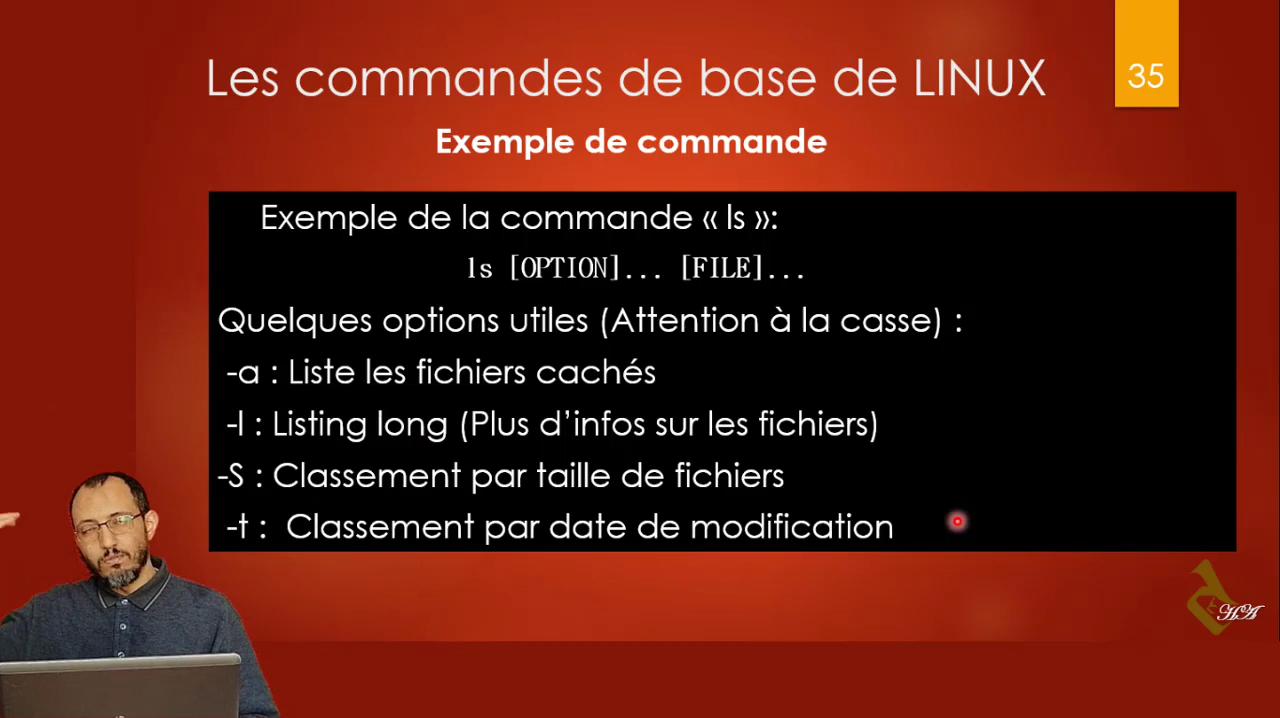 Les commandes de base de LINUX
35
Exemple de commande
Exemple de la commande « ls »:
ls [OPTION]... [FILE]...
Quelques options utiles (Attention à la casse) :
-a : Liste les fichiers cachés
-l : Listing long (Plus d’infos sur les fichiers)
-S : Classement par taille de fichiers
-t :  Classement par date de modification
HA